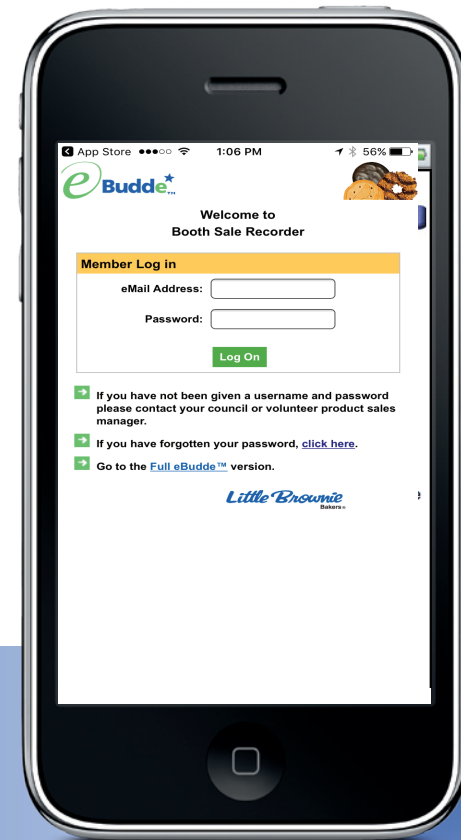 App Store 1:06 PM 56%
eBudde™
Welcome to
Booth Sale Recorder
Member Log in
eMail Address:
Password:
Log On
If you have not been given a username and password
please contact your council or volunteer product sales
manager.
If you have forgotten your password, click here.
Go to the Full eBudde™ version.
Little Brownie
Bakers®